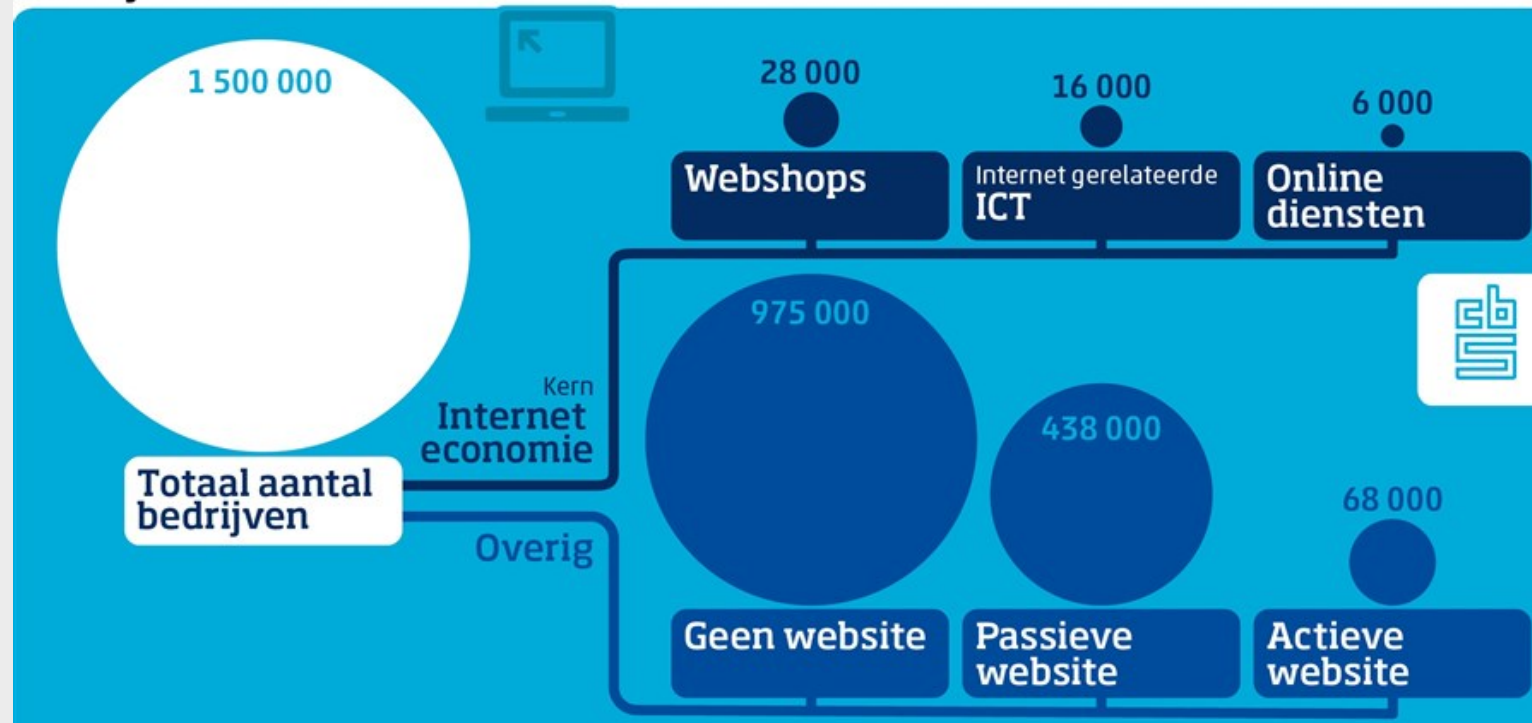 1 500 000
Totaal aantal
bedrijven
Kern
Internet
economie
Overig
28 000
Webshops
16 000
Internet gerelateerde
ICT
6 000
Online
diensten
975 000
Geen website
438 000
Passieve
website
68 000
Actieve
website
cbs